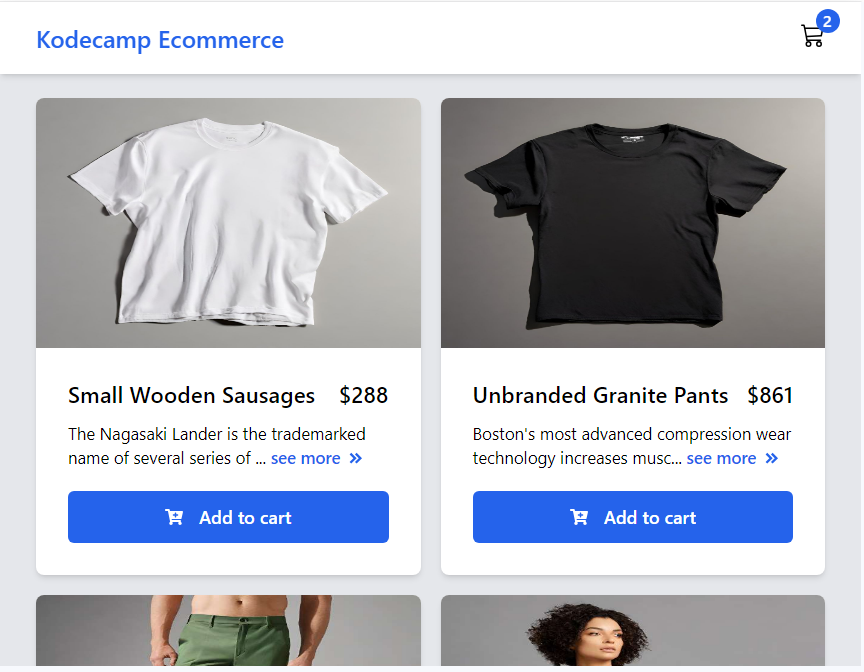 Kodecamp Ecommerce
2
Small Wooden Sausages $288
The Nagasaki Lander is the trademarked
name of several series of ... see more »
Add to cart
Unbranded Granite Pants $861
Boston's most advanced compression wear
technology increases musc... see more »
Add to cart